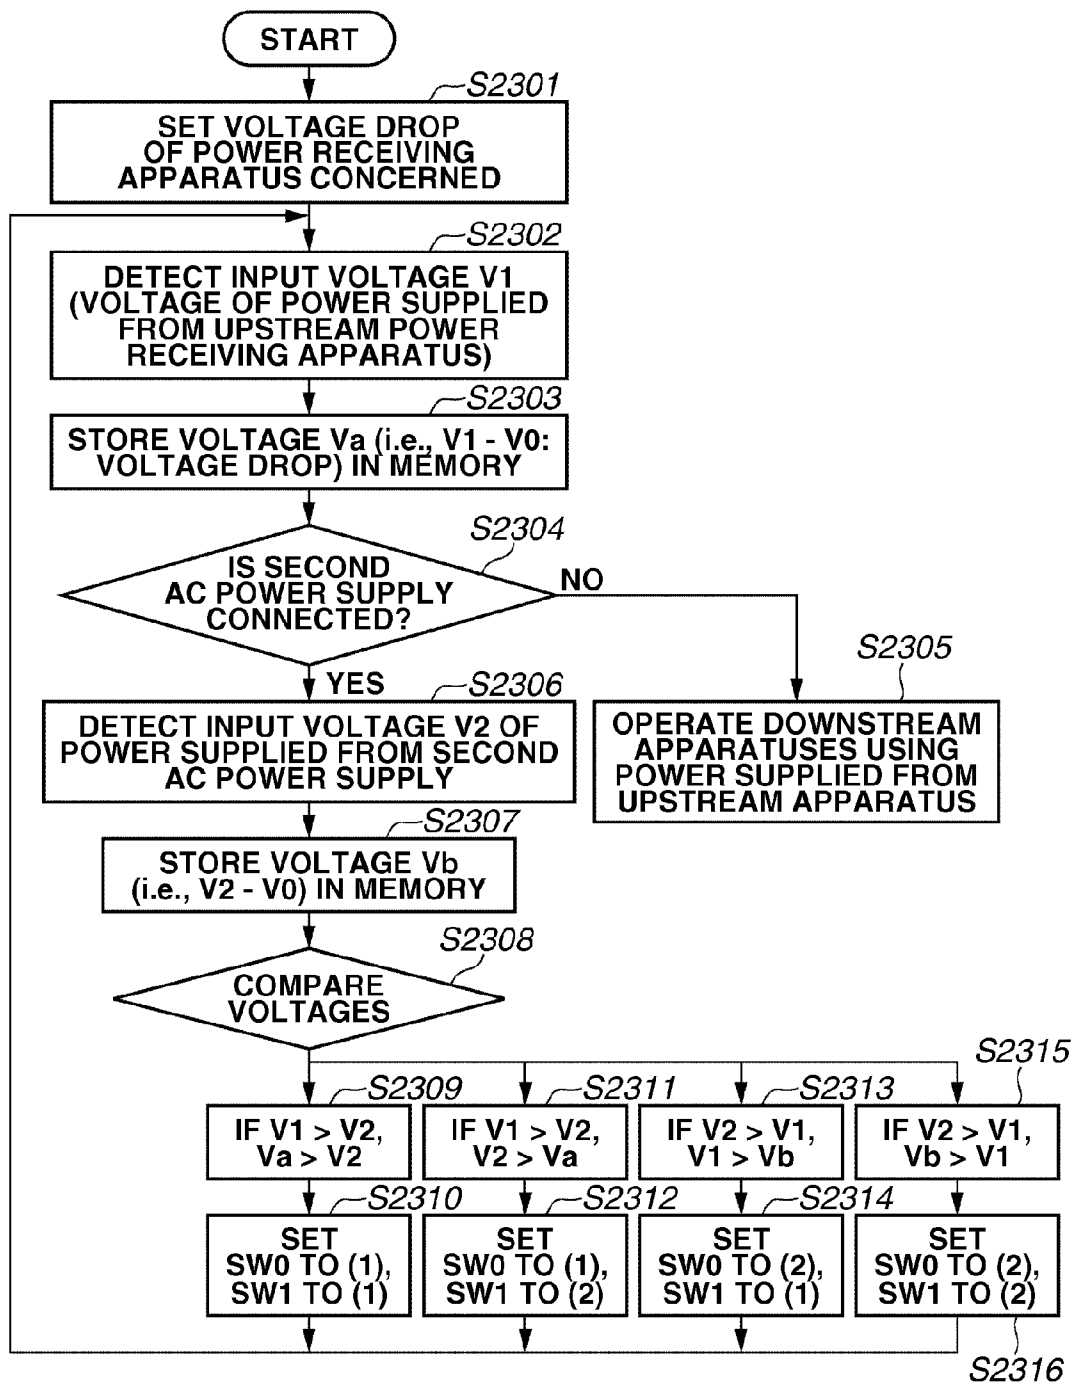 START
S2301
SET VOLTAGE DROP
OF POWER RECEIVING
APPARATUS CONCERNED
S2302
DETECT INPUT VOLTAGE V1
(VOLTAGE OF POWER SUPPLIED
FROM UPSTREAM POWER
RECEIVING APPARATUS)
S2303
STORE VOLTAGE Va (i.e., V1 - V0:
VOLTAGE DROP) IN MEMORY
S2304
IS SECOND
AC POWER SUPPLY
CONNECTED?
NO
S2305
OPERATE DOWNSTREAM
APPARATUSES USING
POWER SUPPLIED FROM
UPSTREAM APPARATUS
YES
S2306
DETECT INPUT VOLTAGE V2 OF
POWER SUPPLIED FROM SECOND
AC POWER SUPPLY
S2307
STORE VOLTAGE Vb
(i.e., V2 - V0) IN MEMORY
S2308
COMPARE
VOLTAGES
S2309
IF V1 > V2,
Va > V2
S2310
SET
SW0 TO (1),
SW1 TO (1)
S2311
IF V1 > V2,
V2 > Va
S2312
SET
SW0 TO (1),
SW1 TO (2)
S2313
IF V2 > V1,
V1 > Vb
S2314
SET
SW0 TO (2),
SW1 TO (1)
S2315
IF V2 > V1,
Vb > V1
SET
SW0 TO (2),
SW1 TO (2)
S2316